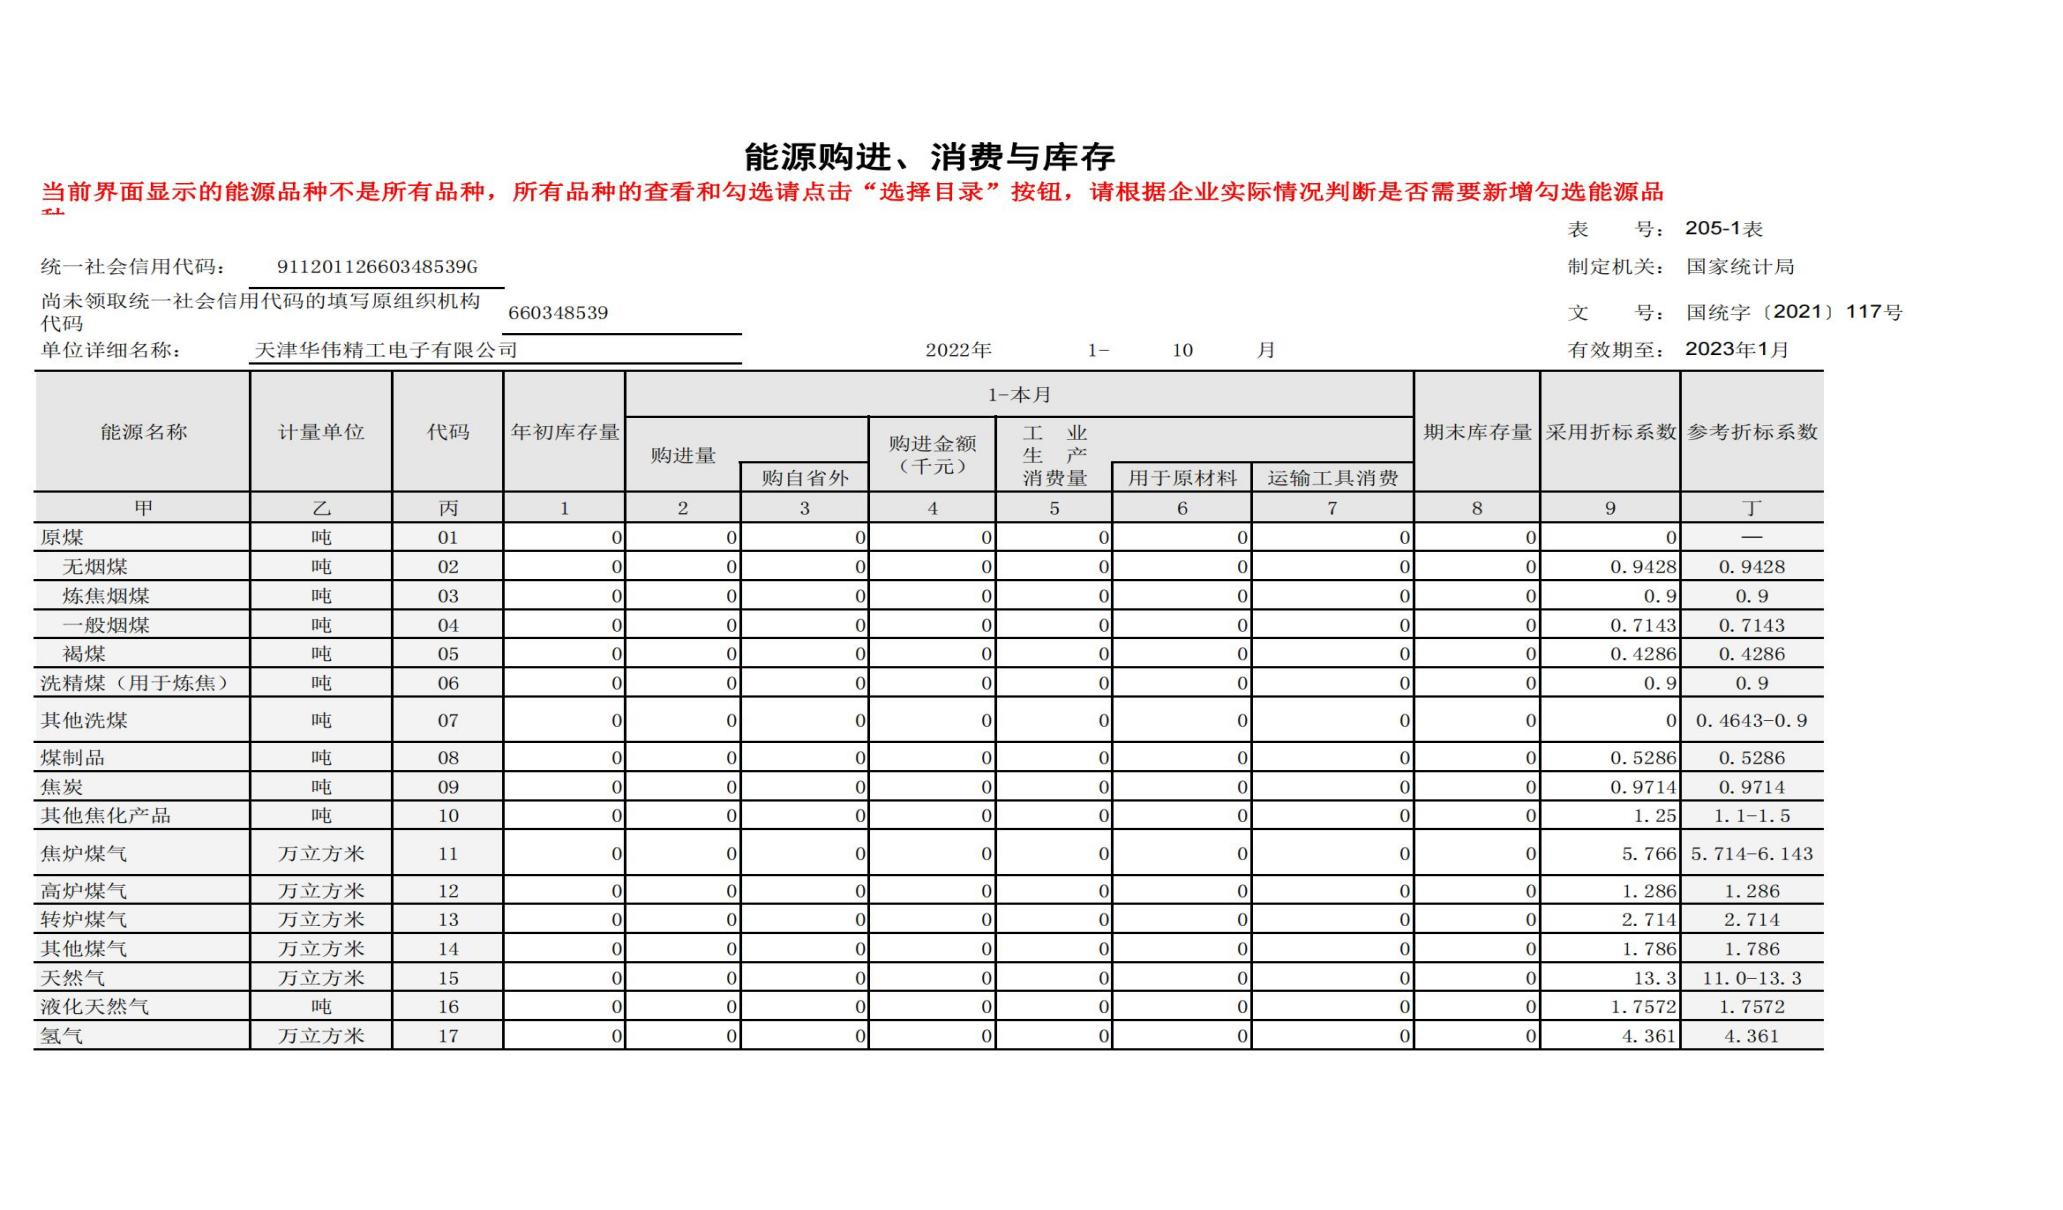 能源购进、消费与库存
当前界面显示的能源品种不是所有品种，所有品种的查看和勾选请点击“选择目录”按钮，请根据企业实际情况判断是否需要新增勾选能源品
种
表 号： 205-1表
统一社会信用代码： 91120112660348539G 制定机关： 国家统计局
尚未领取统一社会信用代码的填写原组织机构
代码 660348539 文 号： 国统字〔2021〕117号
单位详细名称： 天津华伟精工电子有限公司 2022年 1- 10 月 有效期至： 2023年1月
能源名称 计量单位 代码 年初库存量 1-本月 期末库存量 采用折标系数 参考折标系数
购进量 购自省外 购进金额（千元） 工业生产消费量 用于原材料 运输工具消费
甲 乙 丙 1 2 3 4 5 6 7 8 9 丁
原煤 吨 01 0 0 0 0 0 0 0 0 0 —
无烟煤 吨 02 0 0 0 0 0 0 0 0 0.9428 0.9428
炼焦烟煤 吨 03 0 0 0 0 0 0 0 0 0.9 0.9
一般烟煤 吨 04 0 0 0 0 0 0 0 0 0.7143 0.7143
褐煤 吨 05 0 0 0 0 0 0 0 0 0.4286 0.4286
洗精煤（用于炼焦） 吨 06 0 0 0 0 0 0 0 0 0.9 0.9
其他洗煤 吨 07 0 0 0 0 0 0 0 0 0 0.4643-0.9
煤制品 吨 08 0 0 0 0 0 0 0 0 0.5286 0.5286
焦炭 吨 09 0 0 0 0 0 0 0 0 0.9714 0.9714
其他焦化产品 吨 10 0 0 0 0 0 0 0 0 1.25 1.1-1.5
焦炉煤气 万立方米 11 0 0 0 0 0 0 0 0 5.766 5.714-6.143
高炉煤气 万立方米 12 0 0 0 0 0 0 0 0 1.286 1.286
转炉煤气 万立方米 13 0 0 0 0 0 0 0 0 2.714 2.714
其他煤气 万立方米 14 0 0 0 0 0 0 0 0 1.786 1.786
天然气 万立方米 15 0 0 0 0 0 0 0 0 13.3 11.0-13.3
液化天然气 吨 16 0 0 0 0 0 0 0 0 1.7572 1.7572
氢气 万立方米 17 0 0 0 0 0 0 0 0 4.361 4.361